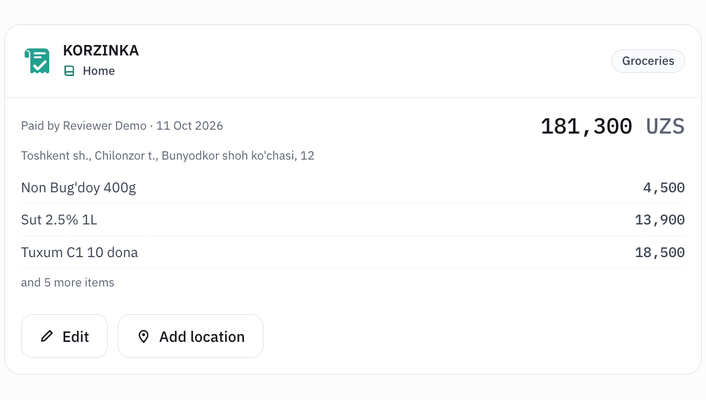 KORZINKA
Home
Groceries
Paid by Reviewer Demo · 11 Oct 2026
181,300 UZS
Toshkent sh., Chilonzor t., Bunyodkor shoh ko'chasi, 12
Non Bug'doy 400g 4,500
Sut 2.5% 1L 13,900
Tuxum C1 10 dona 18,500
and 5 more items
Edit
Add location